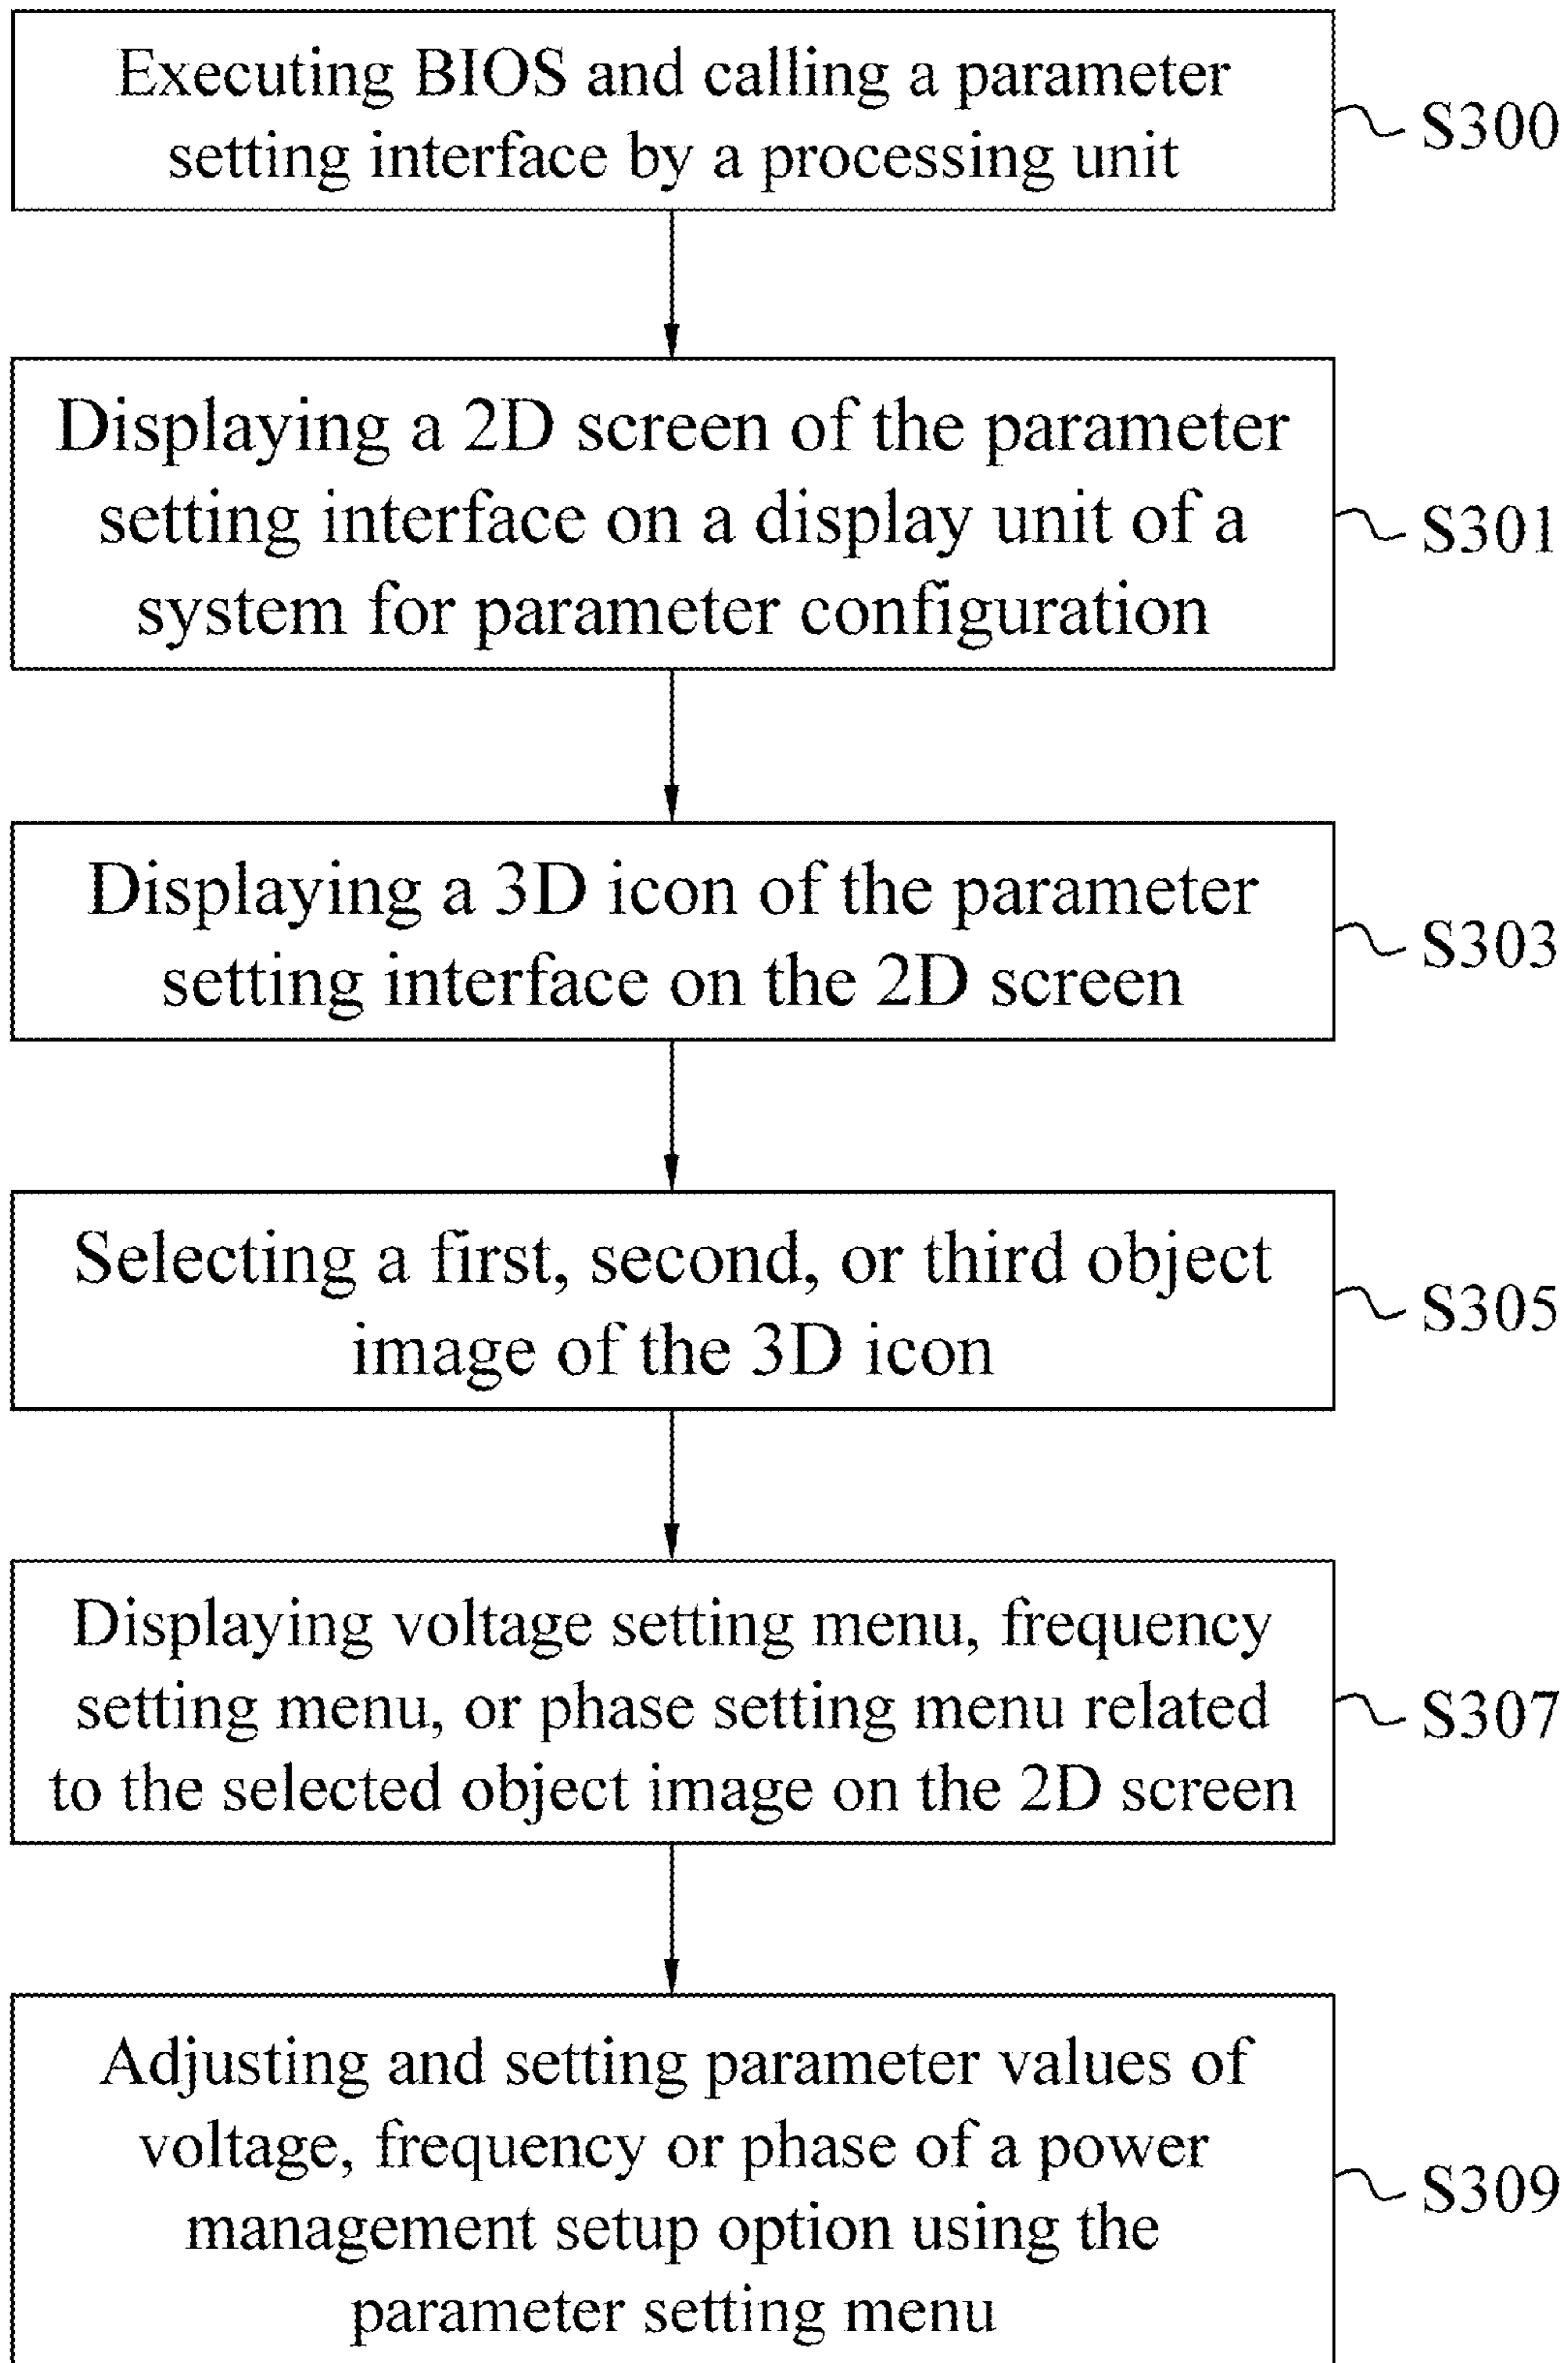 Executing BIOS and calling a parameter
setting interface by a processing unit
S300
Displaying a 2D screen of the parameter
setting interface on a display unit of a
system for parameter configuration
S301
Displaying a 3D icon of the parameter
setting interface on the 2D screen
S303
Selecting a first, second, or third object
image of the 3D icon
S305
Displaying voltage setting menu, frequency
setting menu, or phase setting menu related
to the selected object image on the 2D screen
S307
Adjusting and setting parameter values of
voltage, frequency or phase of a power
management setup option using the
parameter setting menu
S309